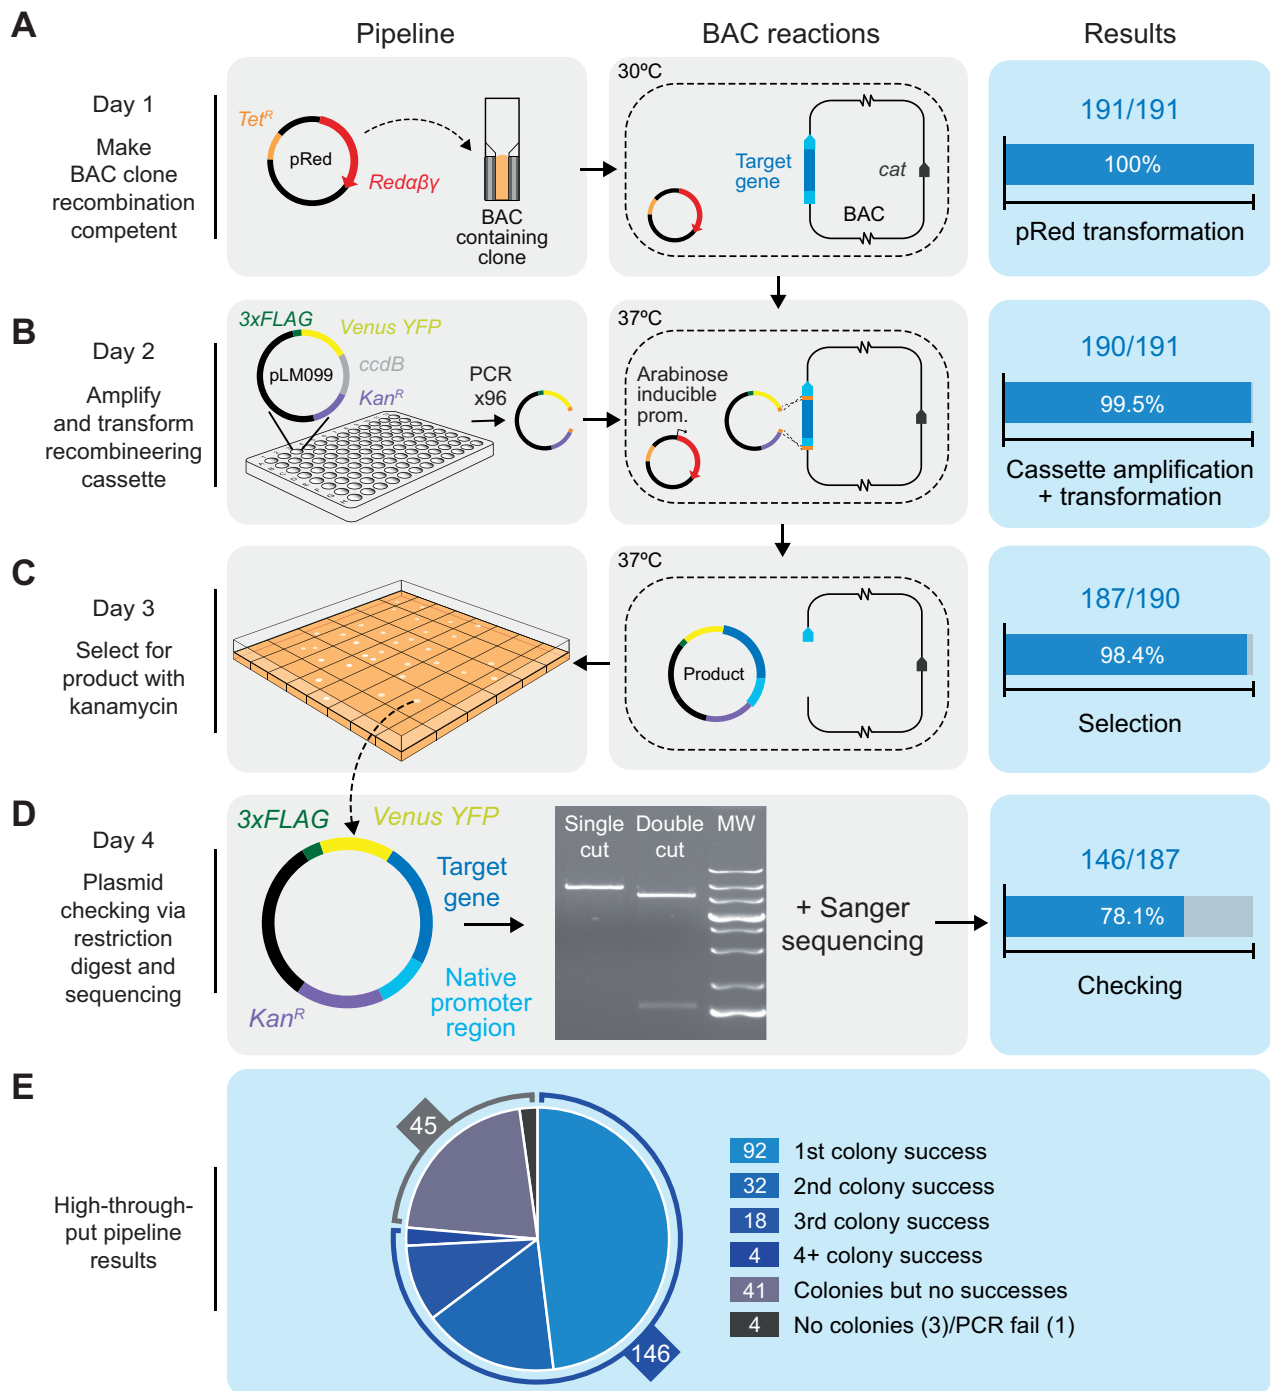 Pipeline
BAC reactions
Results
A
Day 1
Make
BAC clone
recombination
competent
Tet^R
pRed
Redαβγ
BAC
containing
clone
30ºC
Target
gene
cat
BAC
191/191
100%
pRed transformation
B
Day 2
Amplify
and transform
recombineering
cassette
3xFLAG
Venus YFP
pLM099
ccdB
Kan^R
PCR
x96
37ºC
Arabinose
inducible
prom.
190/191
99.5%
Cassette amplification
+ transformation
C
Day 3
Select for
product with
kanamycin
37ºC
Product
187/190
98.4%
Selection
D
Day 4
Plasmid
checking via
restriction
digest and
sequencing
3xFLAG
Venus YFP
Target
gene
Native
promoter
region
Kan^R
Single
cut
Double
cut
MW
+ Sanger
sequencing
146/187
78.1%
Checking
E
High-through-
put pipeline
results
45
146
92 1st colony success
32 2nd colony success
18 3rd colony success
4 4+ colony success
41 Colonies but no successes
4 No colonies (3)/PCR fail (1)